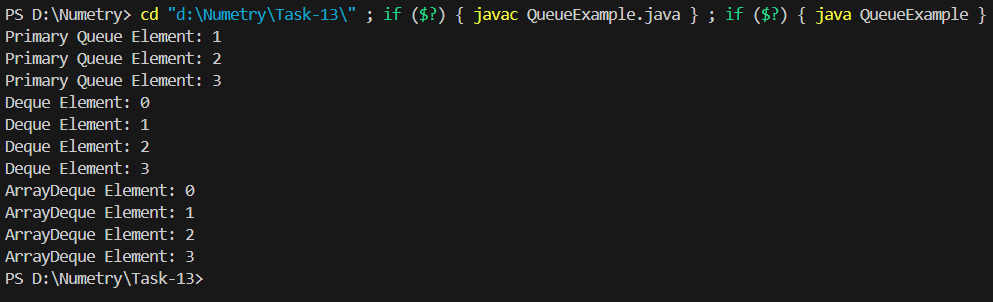 PS D:\Numetry> cd "d:\Numetry\Task-13\" ; if ($?) { javac QueueExample.java } ; if ($?) { java QueueExample }
Primary Queue Element: 1
Primary Queue Element: 2
Primary Queue Element: 3
Deque Element: 0
Deque Element: 1
Deque Element: 2
Deque Element: 3
ArrayDeque Element: 0
ArrayDeque Element: 1
ArrayDeque Element: 2
ArrayDeque Element: 3
PS D:\Numetry\Task-13>